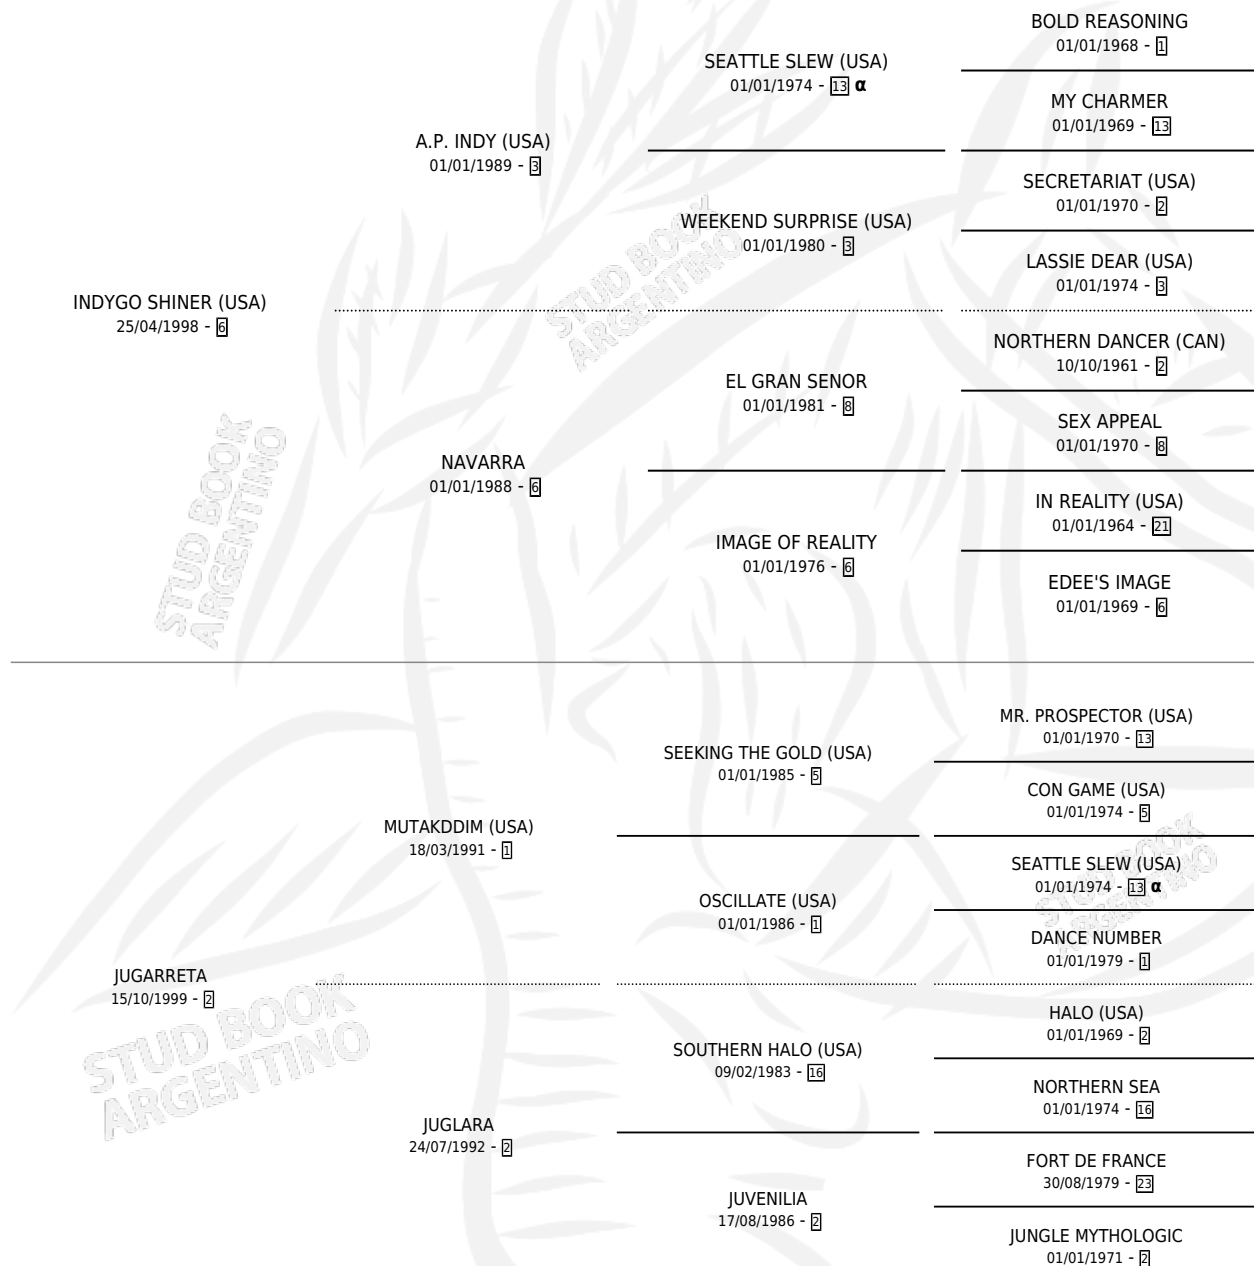 BOLD REASONING
01/01/1968 - 1
SEATTLE SLEW (USA)
01/01/1974 - 13 α
MY CHARMER
01/01/1969 - 13
A.P. INDY (USA)
01/01/1989 - 3
SECRETARIAT (USA)
01/01/1970 - 2
WEEKEND SURPRISE (USA)
01/01/1980 - 3
LASSIE DEAR (USA)
01/01/1974 - 3
INDYGO SHINER (USA)
25/04/1998 - 6
NORTHERN DANCER (CAN)
10/10/1961 - 2
EL GRAN SENOR
01/01/1981 - 8
SEX APPEAL
01/01/1970 - 8
NAVARRA
01/01/1988 - 6
IN REALITY (USA)
01/01/1964 - 21
IMAGE OF REALITY
01/01/1976 - 6
EDEE'S IMAGE
01/01/1969 - 6
MR. PROSPECTOR (USA)
01/01/1970 - 13
SEEKING THE GOLD (USA)
01/01/1985 - 5
CON GAME (USA)
01/01/1974 - 5
MUTAKDDIM (USA)
18/03/1991 - 1
SEATTLE SLEW (USA)
01/01/1974 - 13 α
OSCILLATE (USA)
01/01/1986 - 1
DANCE NUMBER
01/01/1979 - 1
JUGARRETA
15/10/1999 - 2
HALO (USA)
01/01/1969 - 2
SOUTHERN HALO (USA)
09/02/1983 - 16
NORTHERN SEA
01/01/1974 - 16
JUGLARA
24/07/1992 - 2
FORT DE FRANCE
30/08/1979 - 23
JUVENILIA
17/08/1986 - 2
JUNGLE MYTHOLOGIC
01/01/1971 - 2
STUD BOOK
ARGENTINO
STUD BOOK
ARGENTINO
STUD BOOK
ARGENTINO
STUD BOOK
ARGENTINO